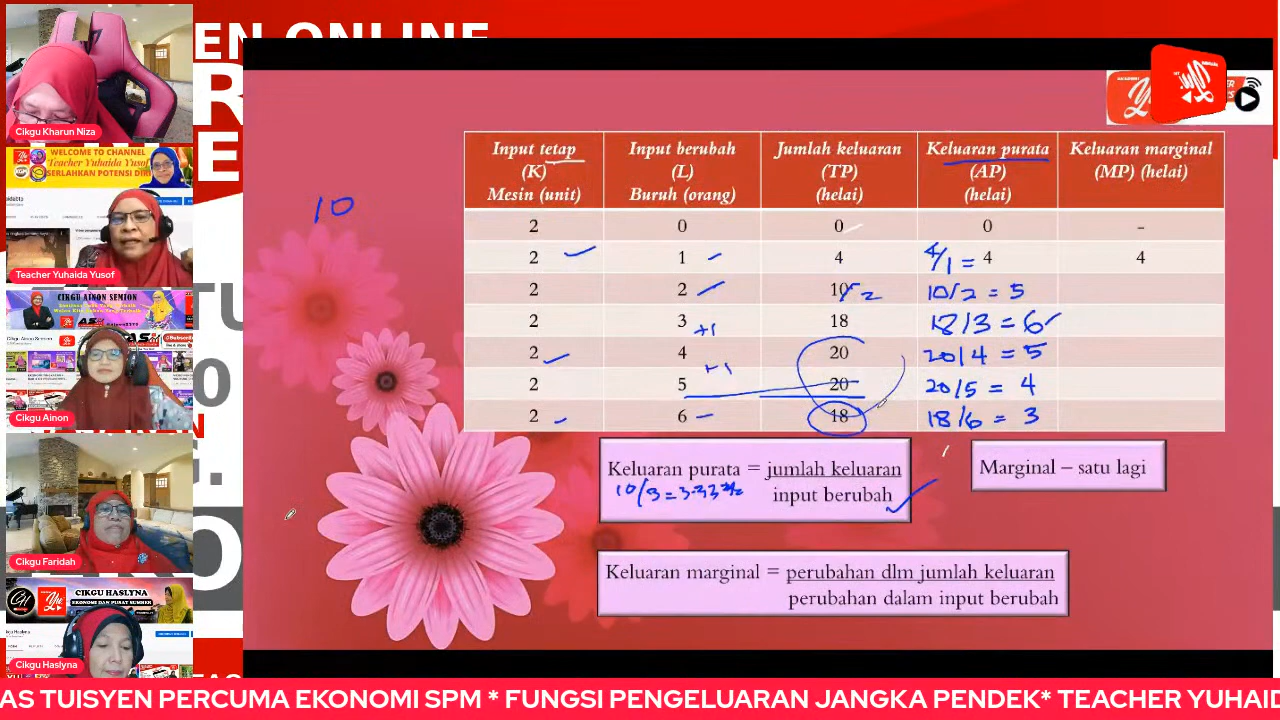 EN ONLINE
Cikgu Kharun Niza
WELCOME TO CHANNEL
Teacher Yuhaida Yusof
SERLAHKAN POTENSI DIRI
Teacher Yuhaida Yusof
CIKGU AINON SEMION
Cikgu Ainon
Cikgu Faridah
CIKGU HASLYNA
EKONOMI DAN PUSAT SUMBER
Cikgu Haslyna
10
Input tetap Input berubah Jumlah keluaran Keluaran purata Keluaran marginal
(K) (L) (TP) (AP) (MP) (helai)
Mesin (unit) Buruh (orang) (helai) (helai)
2 0 0 0 -
2 1 4 4/1 = 4 4
2 2 10 10/2 = 5
2 3 18 18/3 = 6
+1
2 4 20 20/4 = 5
+1
2 5 20 20/5 = 4
2 6 18 18/6 = 3
Keluaran purata = jumlah keluaran
input berubah
10/3 = 3.33
Marginal – satu lagi
Keluaran marginal = perubahan dlm jumlah keluaran
perubahan dalam input berubah
AS TUISYEN PERCUMA EKONOMI SPM * FUNGSI PENGELUARAN JANGKA PENDEK* TEACHER YUHAID